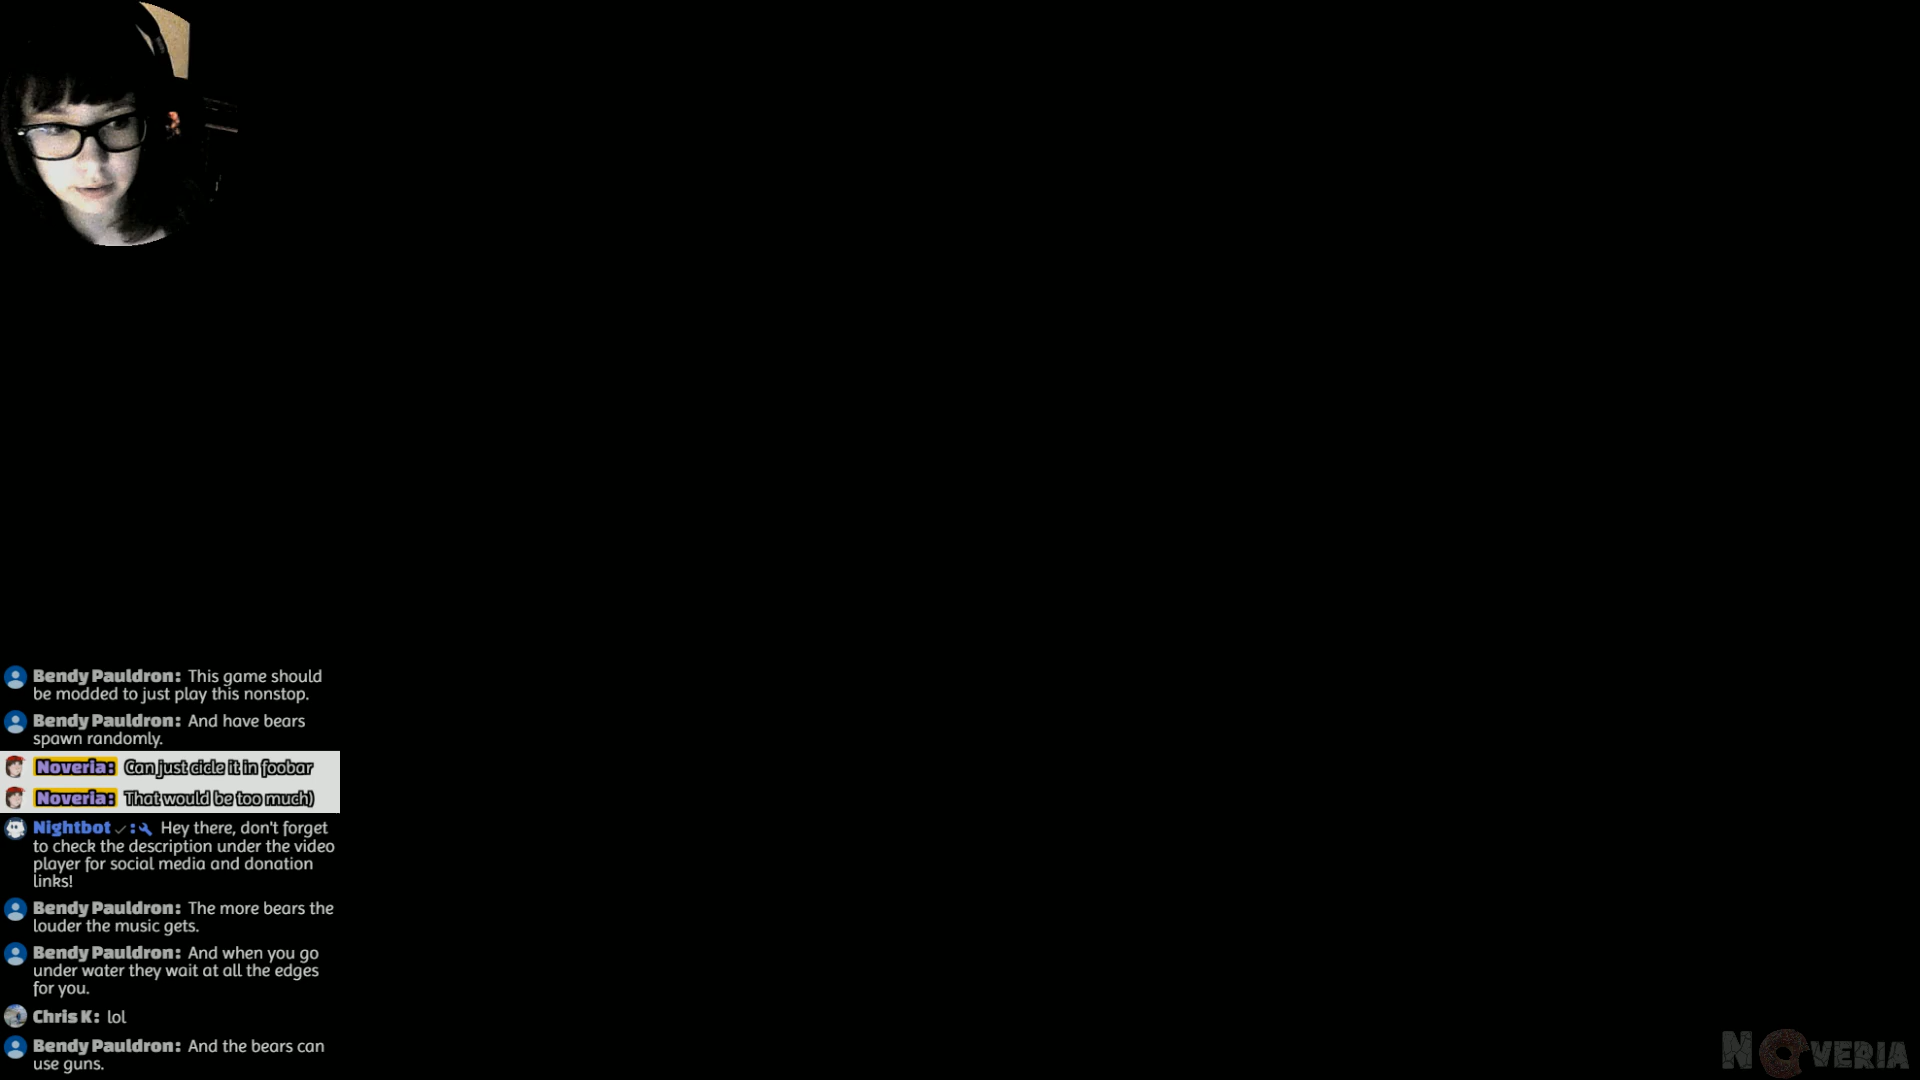 Bendy Pauldron: This game should
be modded to just play this nonstop.
Bendy Pauldron: And have bears
spawn randomly.
Noveria: Can just cicle it in foobar
Noveria: That would be too much)
Nightbot : Hey there, don't forget
to check the description under the video
player for social media and donation
links!
Bendy Pauldron: The more bears the
louder the music gets.
Bendy Pauldron: And when you go
under water they wait at all the edges
for you.
Chris K: lol
Bendy Pauldron: And the bears can
use guns.
NOVERIA